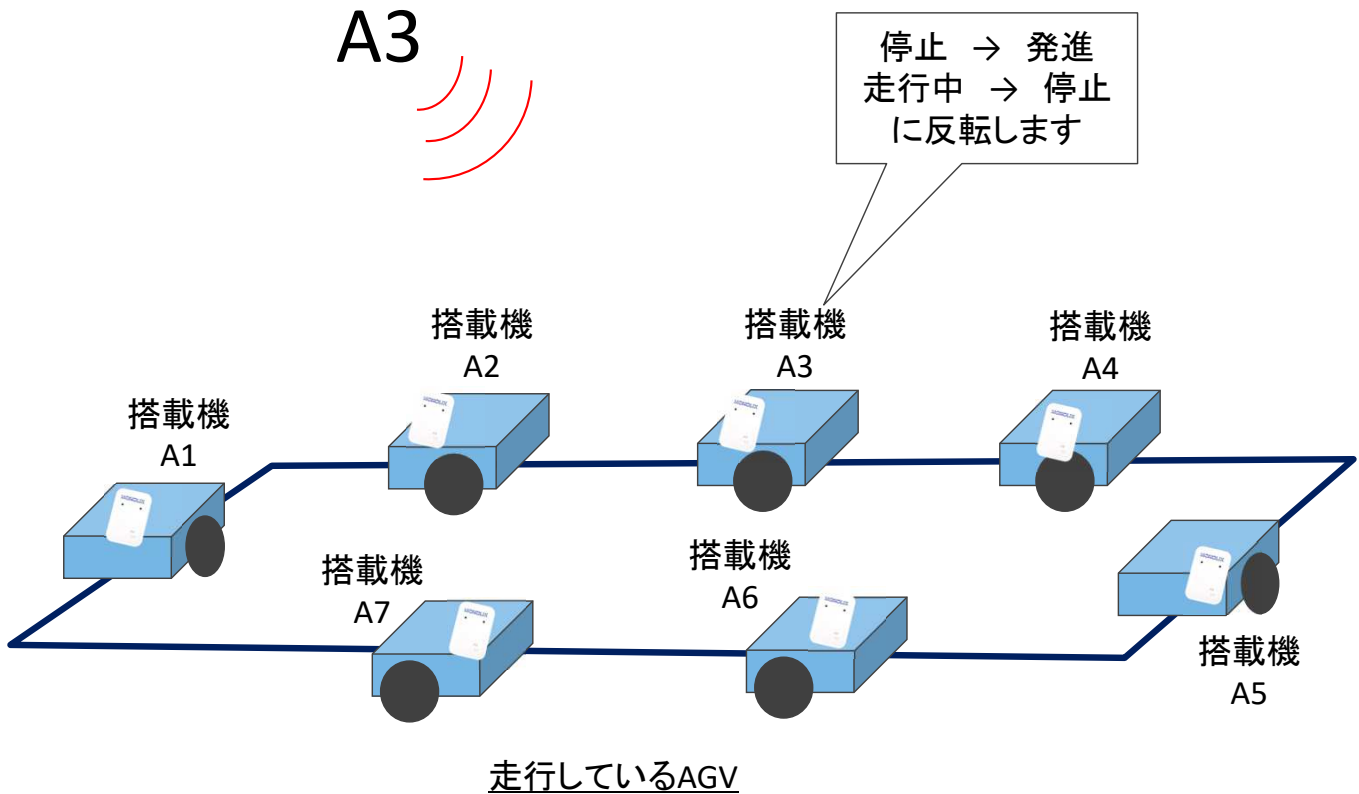 A3
停止 → 発進
走行中 → 停止
に反転します
搭載機
A1
搭載機
A2
搭載機
A3
搭載機
A4
搭載機
A7
搭載機
A6
搭載機
A5
走行しているAGV